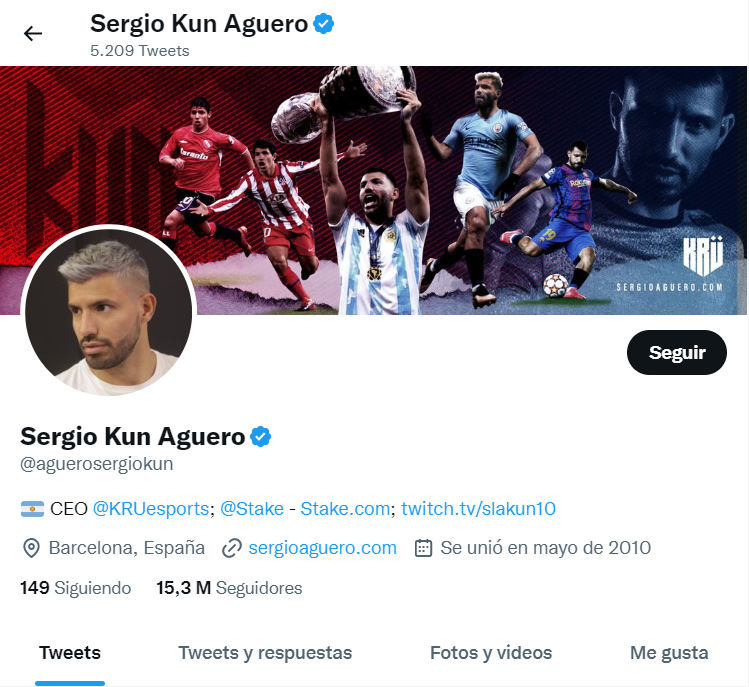 Sergio Kun Aguero
5.209 Tweets
KRÜ
SERGIOAGUERO.COM
Seguir
Sergio Kun Aguero
@aguerosergiokun
CEO @KRUesports; @Stake - Stake.com; twitch.tv/slakun10
Barcelona, España sergioaguero.com Se unió en mayo de 2010
149 Siguiendo 15,3 M Seguidores
Tweets Tweets y respuestas Fotos y videos Me gusta